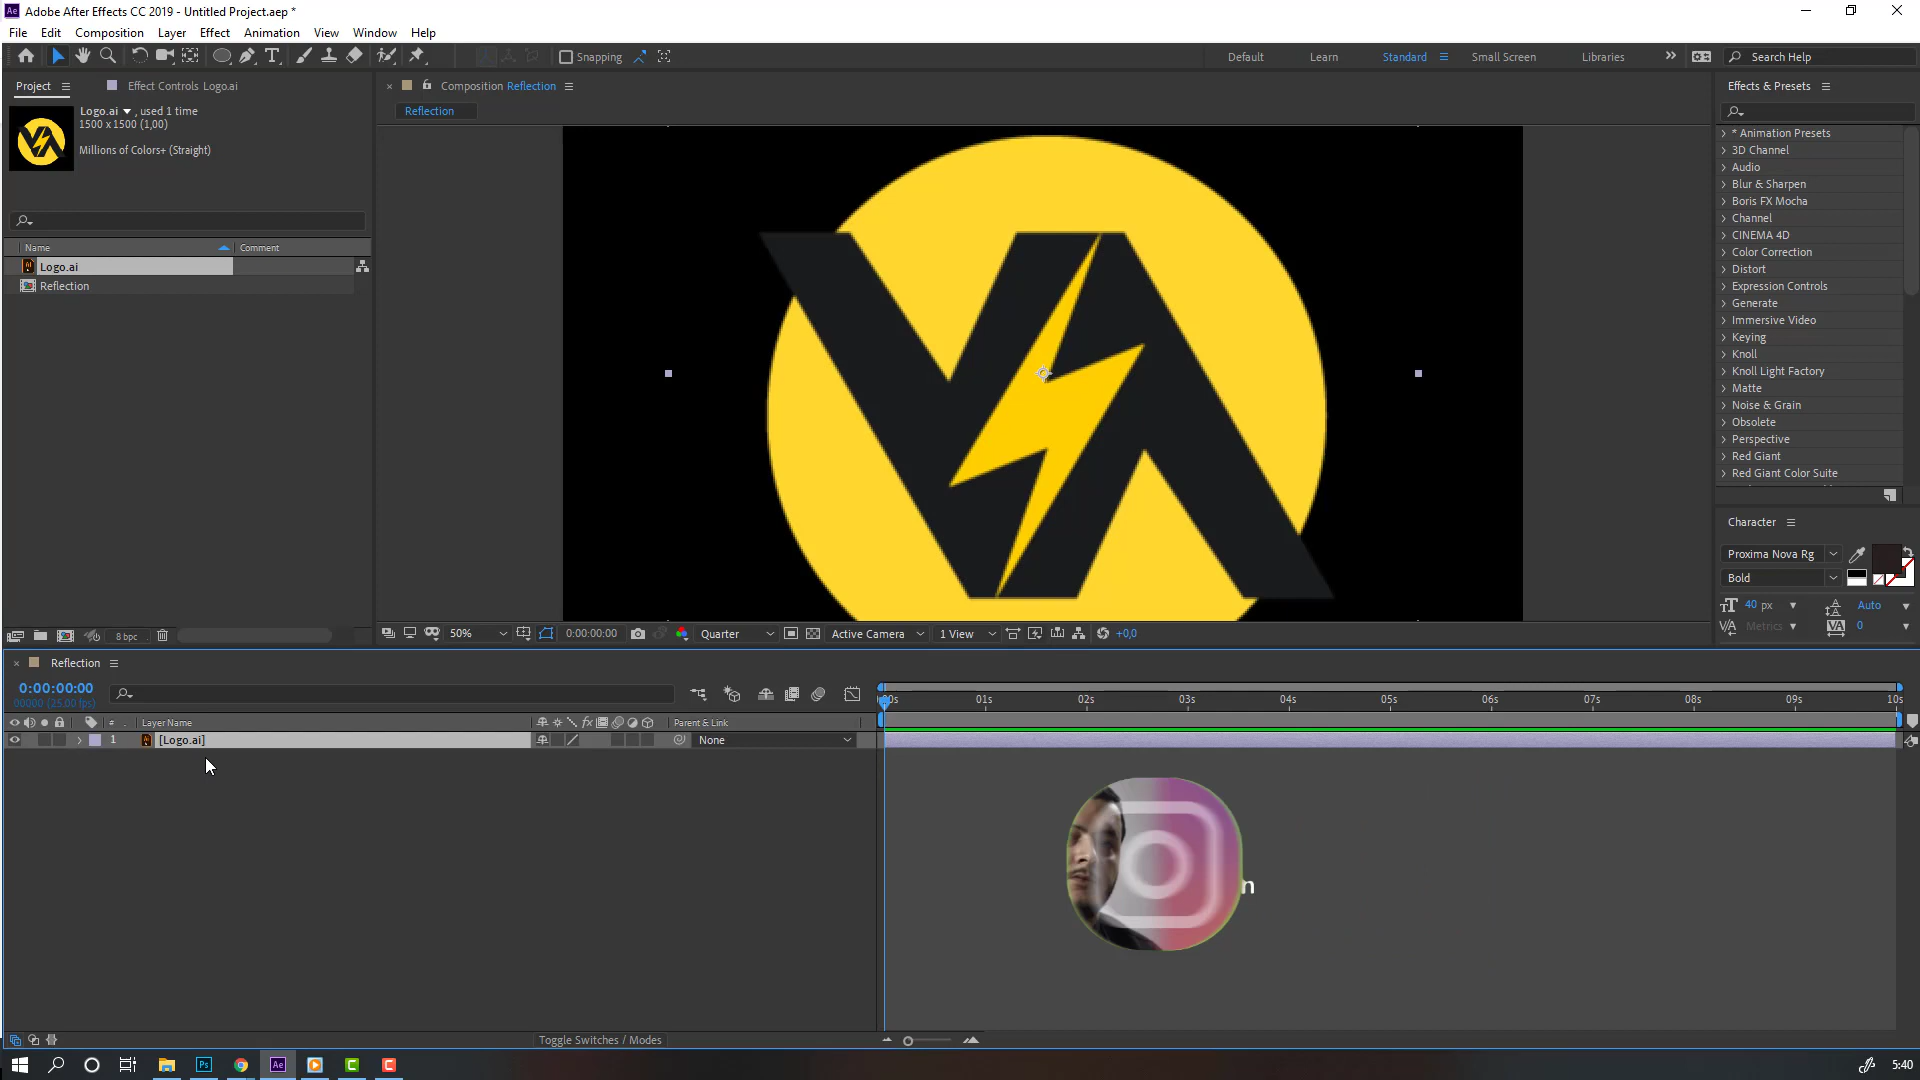 Adobe After Effects CC 2019 - Untitled Project.aep *
File Edit Composition Layer Effect Animation View Window Help
Snapping
Default Learn Standard Small Screen Libraries Search Help
Project Effect Controls Logo.ai
Composition Reflection
Effects & Presets
Reflection
Logo.ai , used 1 time
1500 x 1500 (1,00)
Millions of Colors+ (Straight)
Name Comment
Logo.ai
Reflection
* Animation Presets
3D Channel
Audio
Blur & Sharpen
Boris FX Mocha
Channel
CINEMA 4D
Color Correction
Distort
Expression Controls
Generate
Immersive Video
Keying
Knoll
Knoll Light Factory
Matte
Noise & Grain
Obsolete
Perspective
Red Giant
Red Giant Color Suite
Character
Proxima Nova Rg
Bold
40 px Auto
Metrics 0
8 bpc
50% 0:00:00:00 Quarter Active Camera 1 View +0,0
Reflection
0:00:00:00
00000 (25.00 fps)
00s 01s 02s 03s 04s 05s 06s 07s 08s 09s 10s
# Layer Name Parent & Link
1 [Logo.ai] None
n
Toggle Switches / Modes
Ps Ae 5:40